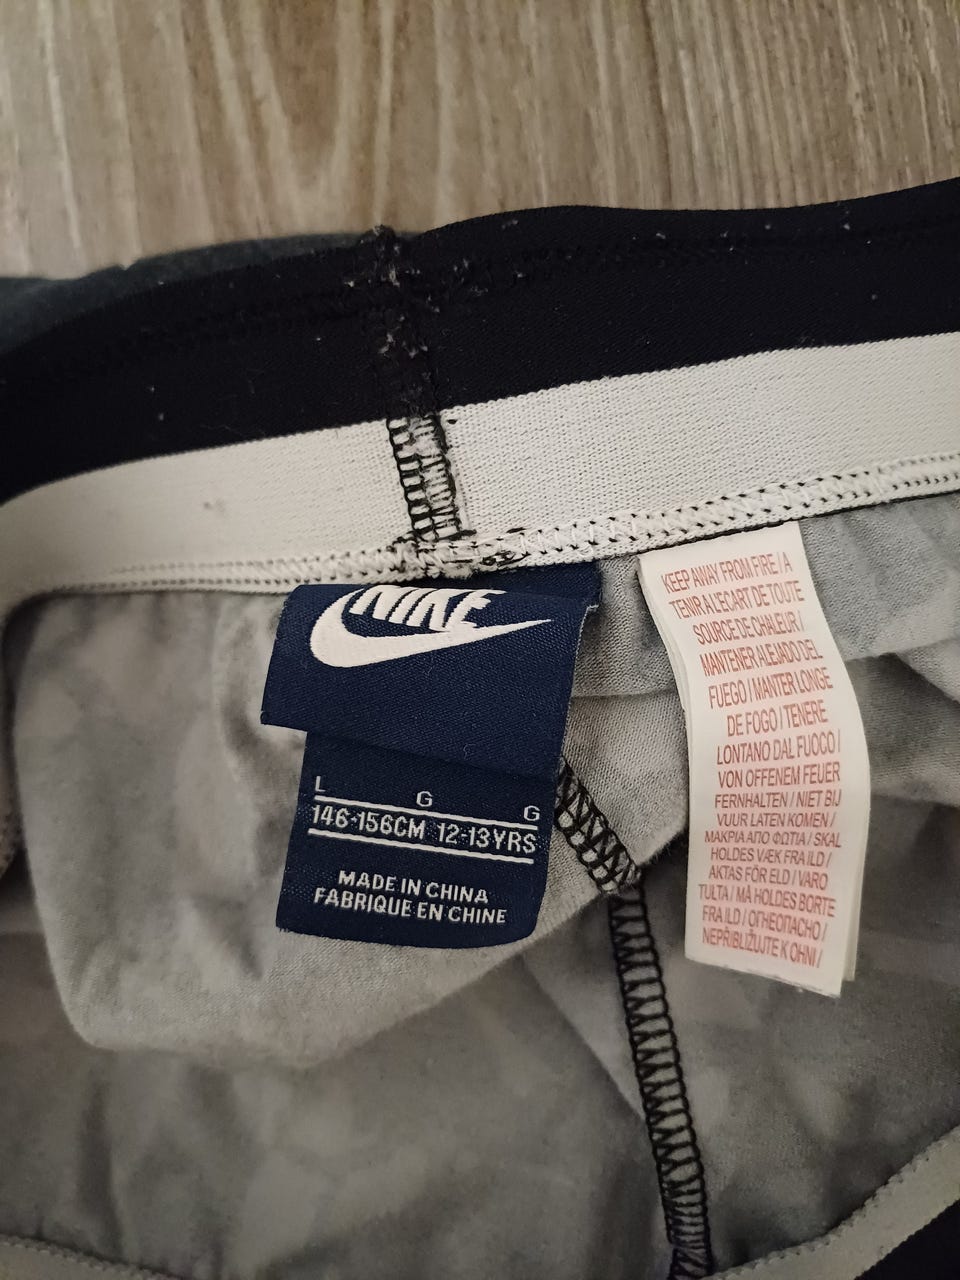 NIKE
L G G
146-156CM 12-13YRS
MADE IN CHINA
FABRIQUE EN CHINE
KEEP AWAY FROM FIRE / A
TENIR A LECART DE TOUTE
SOURCE DE CHALEUR /
MANTENER ALEJADO DEL
FUEGO / MANTER LONGE
DE FOGO / TENERE
LONTANO DAL FUOCO /
VON OFFENEM FEUER
FERNHALTEN / NIET BIJ
VUUR LATEN KOMEN /
ΜΑΚΡΙΑ ΑΠΟ ΦΩΤΙΑ / SKAL
HOLDES VÆK FRA ILD /
AKTAS FÖR ELD / VARO
TULTA / MÅ HOLDES BORTE
FRA ILD / ОГНЕОПАСНО /
NEPŘIBLIŽUJTE K OHNI /